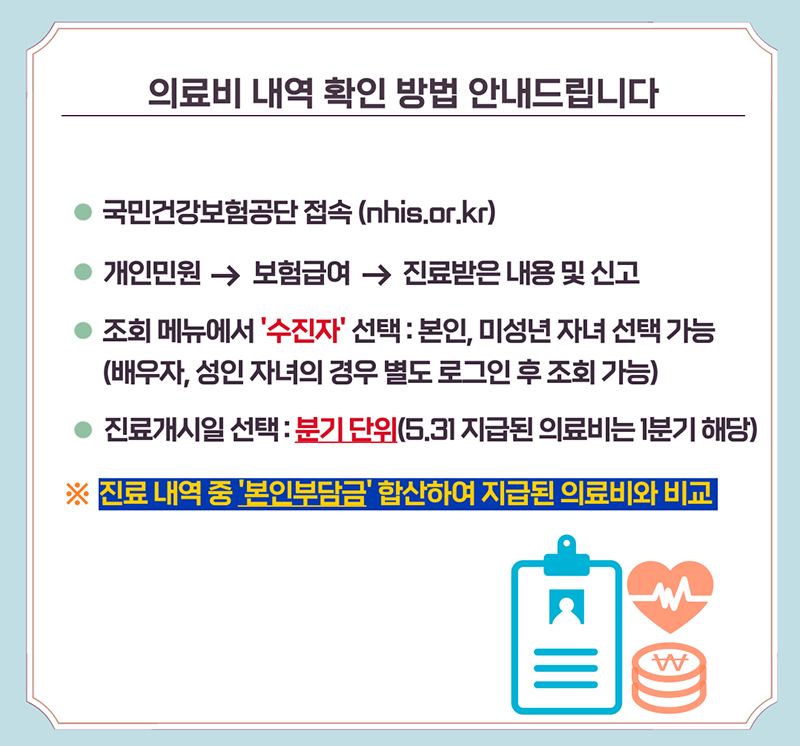 의료비 내역 확인 방법 안내드립니다
● 국민건강보험공단 접속 (nhis.or.kr)
● 개인민원 → 보험급여 → 진료받은 내용 및 신고
● 조회 메뉴에서 '수진자' 선택 : 본인, 미성년 자녀 선택 가능
(배우자, 성인 자녀의 경우 별도 로그인 후 조회 가능)
● 진료개시일 선택 : 분기 단위(5.31 지급된 의료비는 1분기 해당)
※ 진료 내역 중 '본인부담금' 합산하여 지급된 의료비와 비교
₩